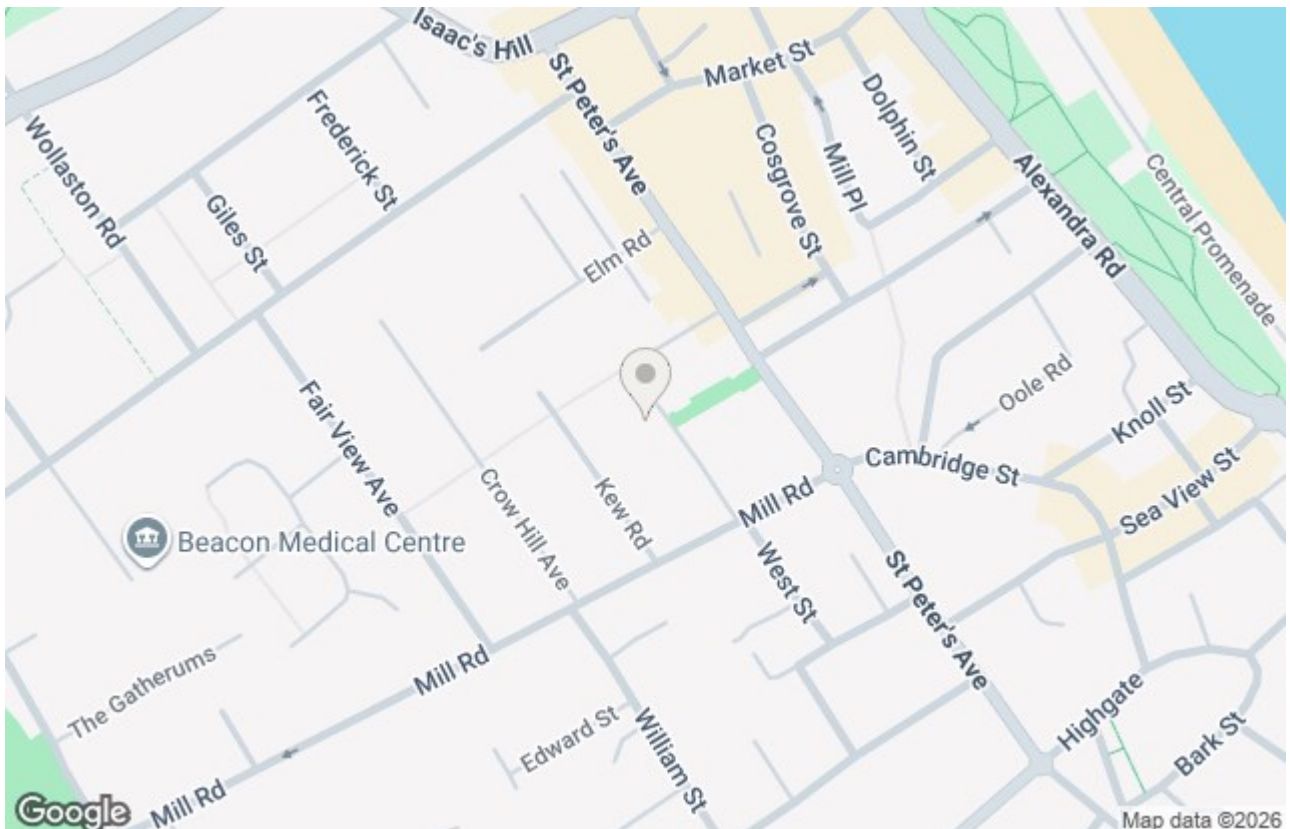 Isaac's Hill
St Peter's Ave
Market St
Dolphin St
Frederick St
Wollaston Rd
Cosgrove St
Mill Pl
Alexandra Rd
Central Promenade
Giles St
Elm Rd
Oole Rd
Knoll St
Fair View Ave
Cambridge St
Sea View St
Crow Hill Ave
Kew Rd
Mill Rd
Beacon Medical Centre
West St
St Peter's Ave
The Gatherums
Mill Rd
Edward St
William St
Highgate
Bark St
Mill Rd
Google
Map data ©2026